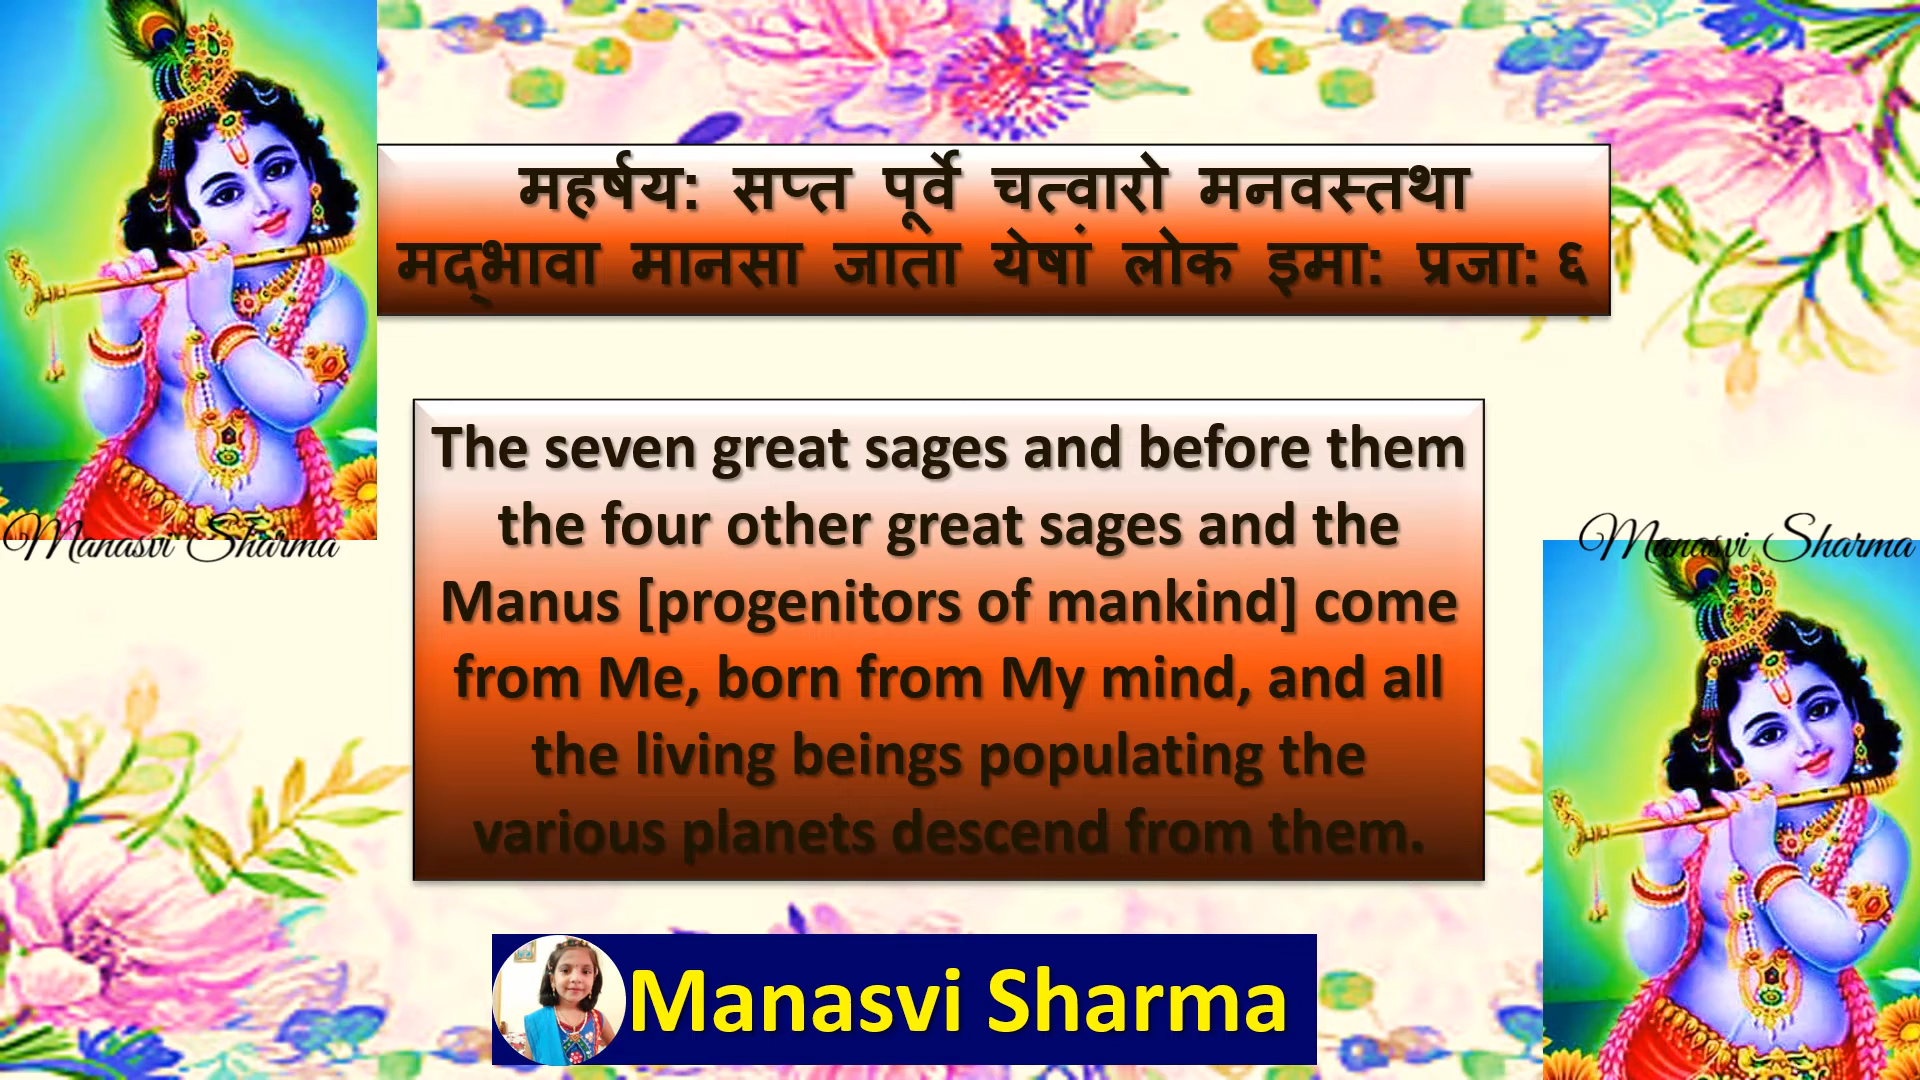 महर्षय: सप्त पूर्वे चत्वारो मनवस्तथा
मद्‌भावा मानसा जाता येषां लोक इमा: प्रजा: ६
The seven great sages and before them
the four other great sages and the
Manus [progenitors of mankind] come
from Me, born from My mind, and all
the living beings populating the
various planets descend from them.
Manasvi Sharma
Manasvi Sharma
Manasvi Sharma